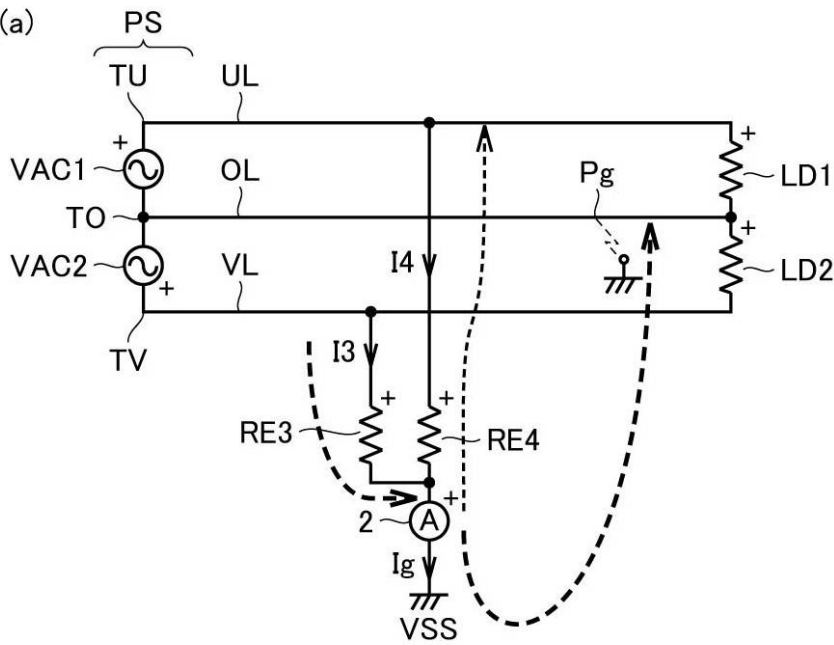 (a)
PS
TU UL
+ +
VAC1 OL Pg LD1
TO +
VAC2 VL I4 LD2
+
TV I3
+ +
RE3 RE4
+
2 A
Ig
VSS